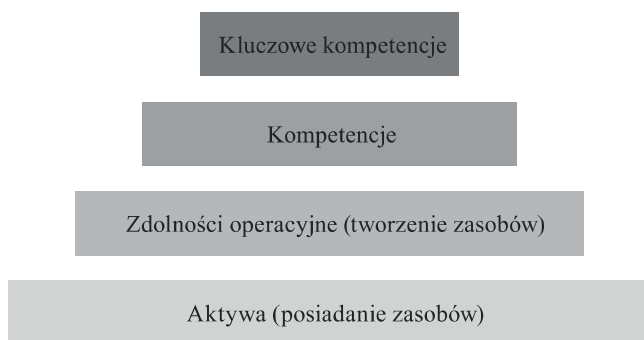 Kluczowe kompetencje
Kompetencje
Zdolności operacyjne (tworzenie zasobów)
Aktywa (posiadanie zasobów)